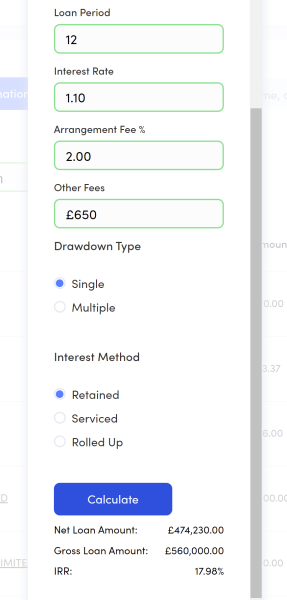 Loan Period
12
Interest Rate
1.10
Arrangement Fee %
2.00
Other Fees
£650
Drawdown Type
Single
Multiple
Interest Method
Retained
Serviced
Rolled Up
Calculate
Net Loan Amount: £474,230.00
Gross Loan Amount: £560,000.00
IRR: 17.98%